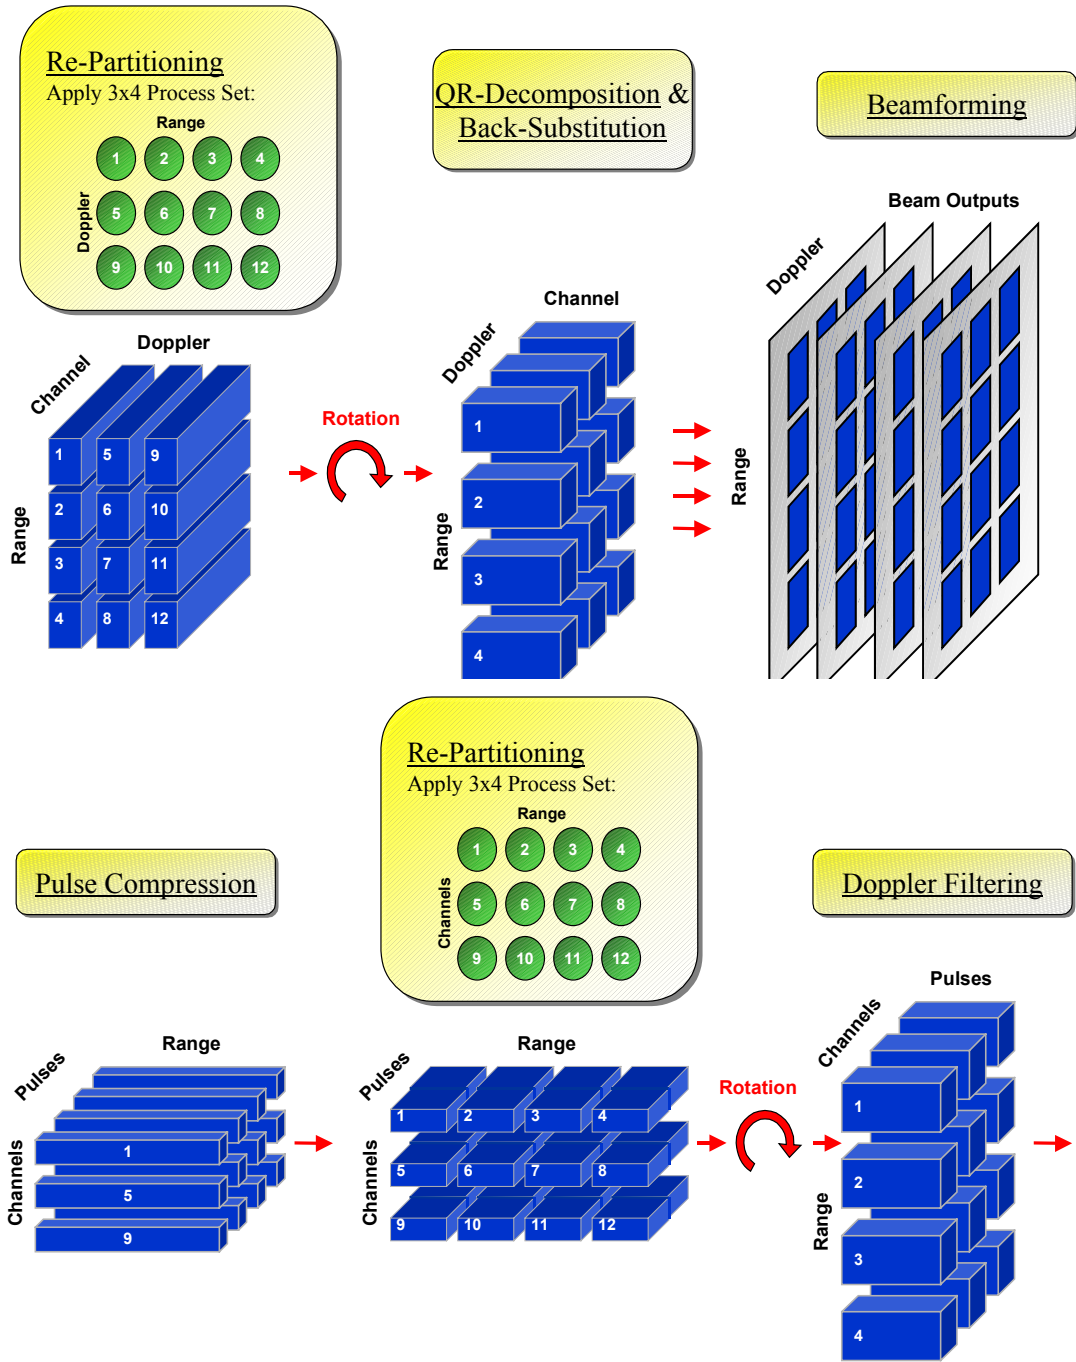 Re-Partitioning
Apply 3x4 Process Set:
Range
1 2 3 4
Doppler
5 6 7 8
9 10 11 12
QR-Decomposition &
Back-Substitution
Beamforming
Channel
Doppler
Range
1 5 9
2 6 10
3 7 11
4 8 12
Rotation
Channel
Doppler
Range
1
2
3
4
Beam Outputs
Doppler
Range
Re-Partitioning
Apply 3x4 Process Set:
Range
1 2 3 4
Channels
5 6 7 8
9 10 11 12
Pulse Compression
Doppler Filtering
Pulses
Range
Channels
1
5
9
Pulses
Range
Channels
1 2 3 4
5 6 7 8
9 10 11 12
Rotation
Pulses
Channels
Range
1
2
3
4